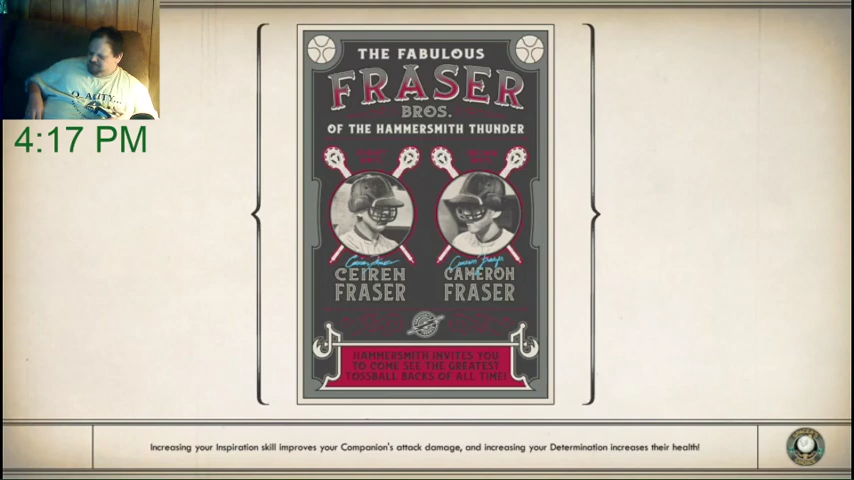 4:17 PM
THE FABULOUS
FRASER
BROS.
OF THE HAMMERSMITH THUNDER
CEIREN
FRASER
CAMERON
FRASER
HAMMERSMITH INVITES YOU
TO COME SEE THE GREATEST
TOSSBALL BACKS OF ALL TIME!
Increasing your Inspiration skill improves your Companion's attack damage, and increasing your Determination increases their health!